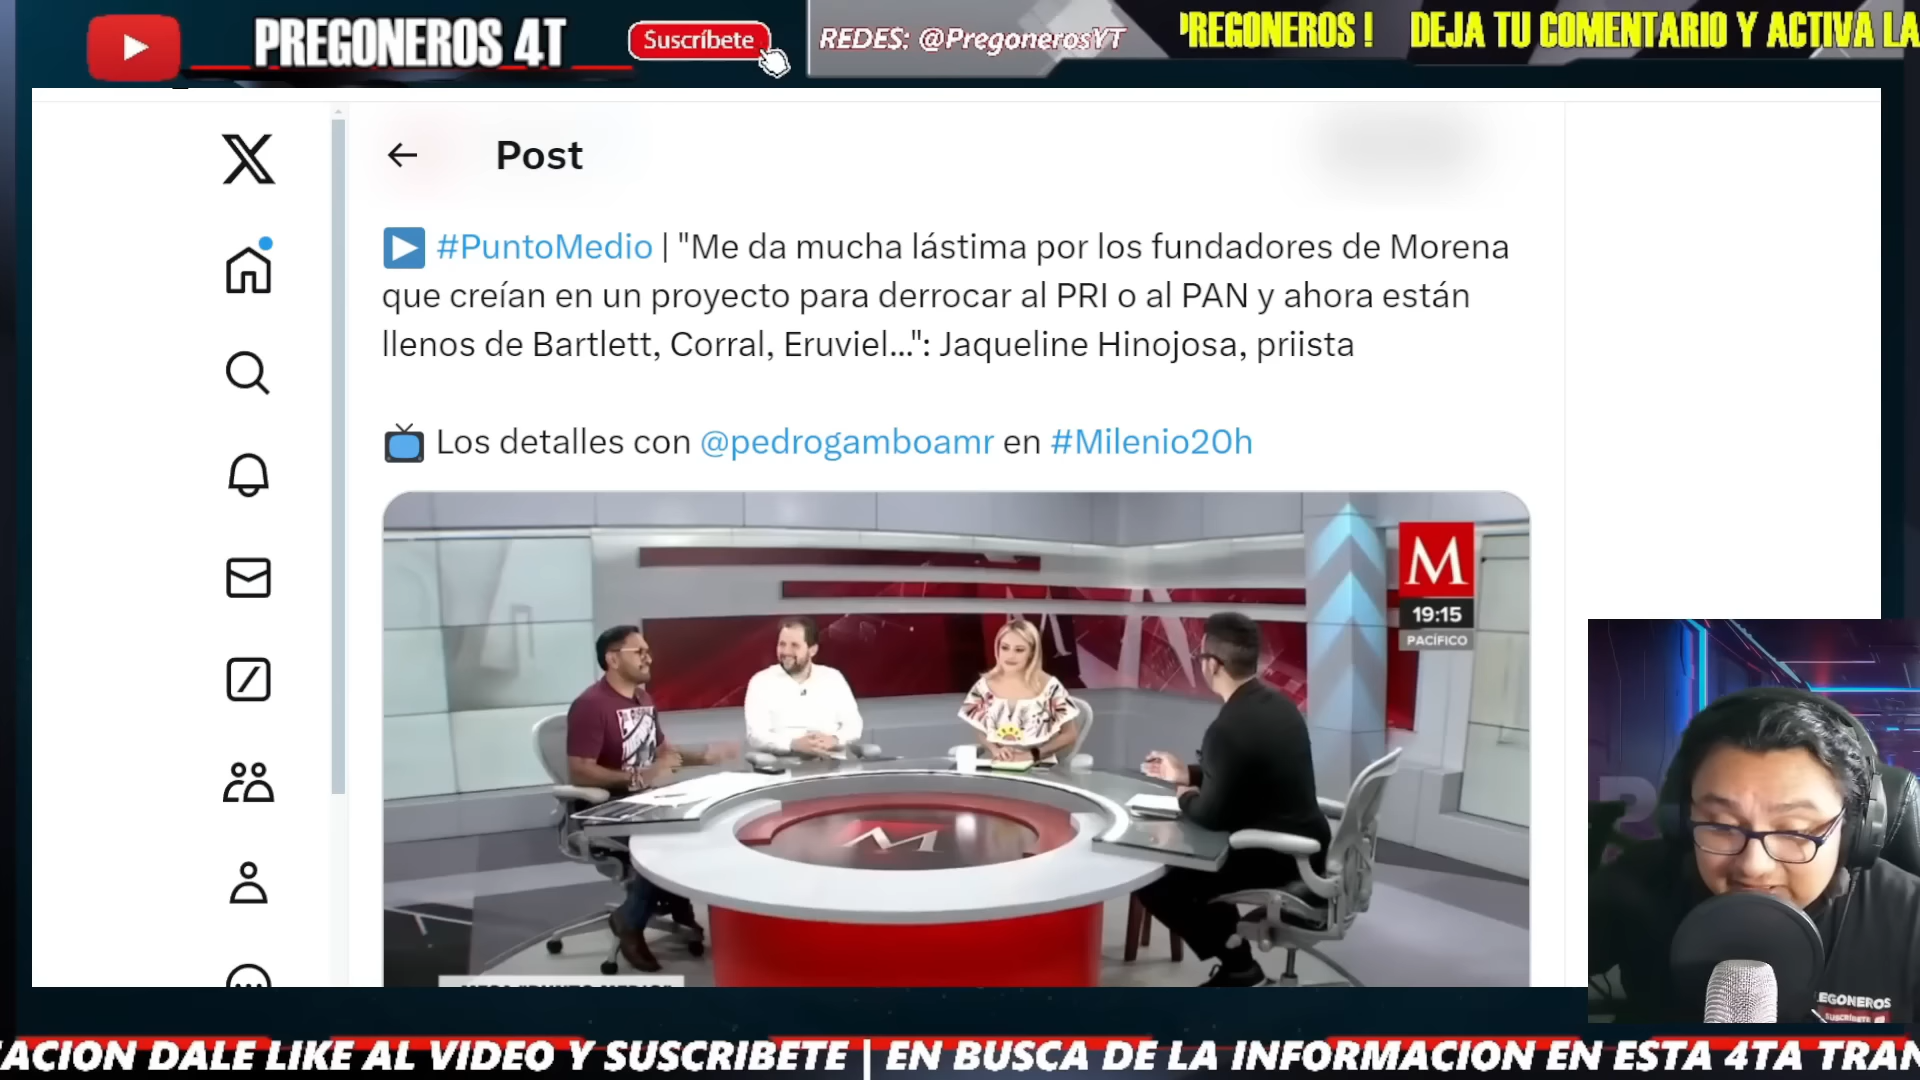 PREGONEROS 4T
Suscríbete
REDES: @PregonerosYT
PREGONEROS ! DEJA TU COMENTARIO Y ACTIVA LA
Post
#PuntoMedio | "Me da mucha lástima por los fundadores de Morena
que creían en un proyecto para derrocar al PRI o al PAN y ahora están
llenos de Bartlett, Corral, Eruviel...": Jaqueline Hinojosa, priista
Los detalles con @pedrogamboamr en #Milenio20h
M
19:15
PACÍFICO
M
EGONEROS
SUSCRÍBETE
ACION DALE LIKE AL VIDEO Y SUSCRIBETE | EN BUSCA DE LA INFORMACION EN ESTA 4TA TRAN